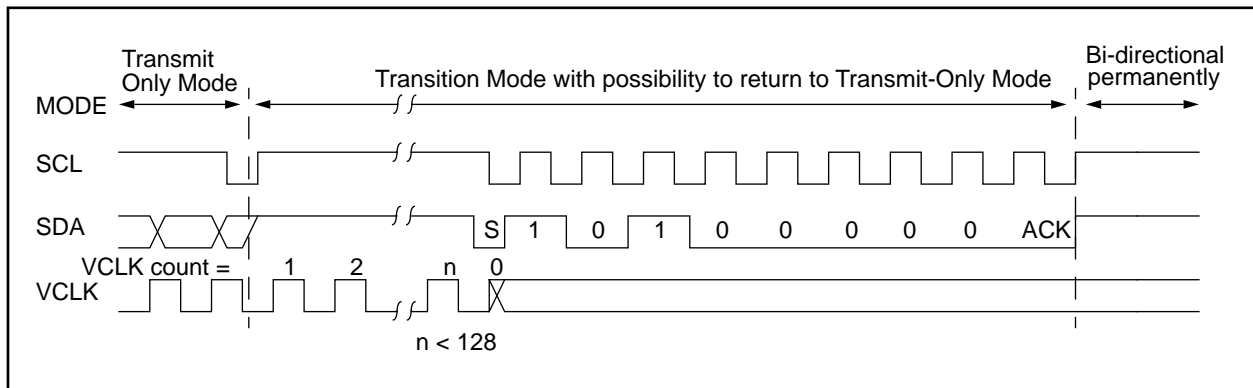 Transmit
Only Mode
Transition Mode with possibility to return to Transmit-Only Mode
Bi-directional
permanently
MODE
SCL
SDA
S 1 0 1 0 0 0 0 0 ACK
VCLK count = 1 2 n 0
VCLK
n < 128